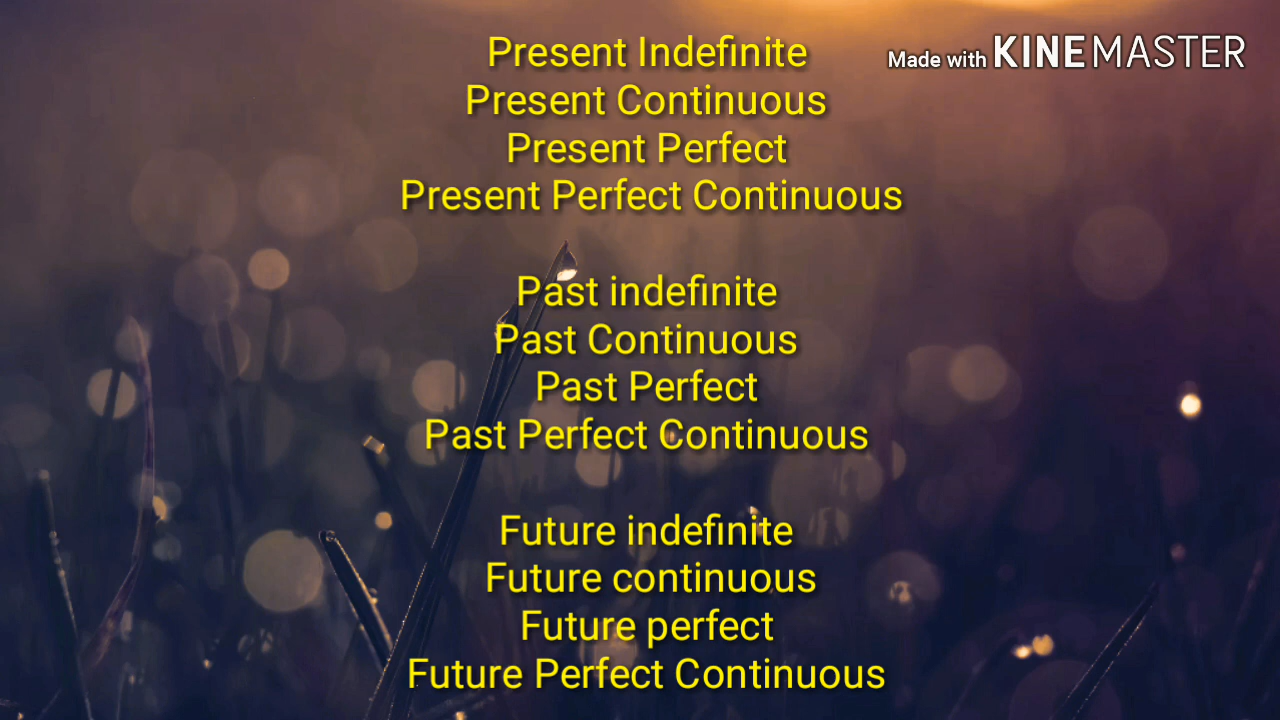 Made with KINEMASTER
Present Indefinite
Present Continuous
Present Perfect
Present Perfect Continuous
Past indefinite
Past Continuous
Past Perfect
Past Perfect Continuous
Future indefinite
Future continuous
Future perfect
Future Perfect Continuous